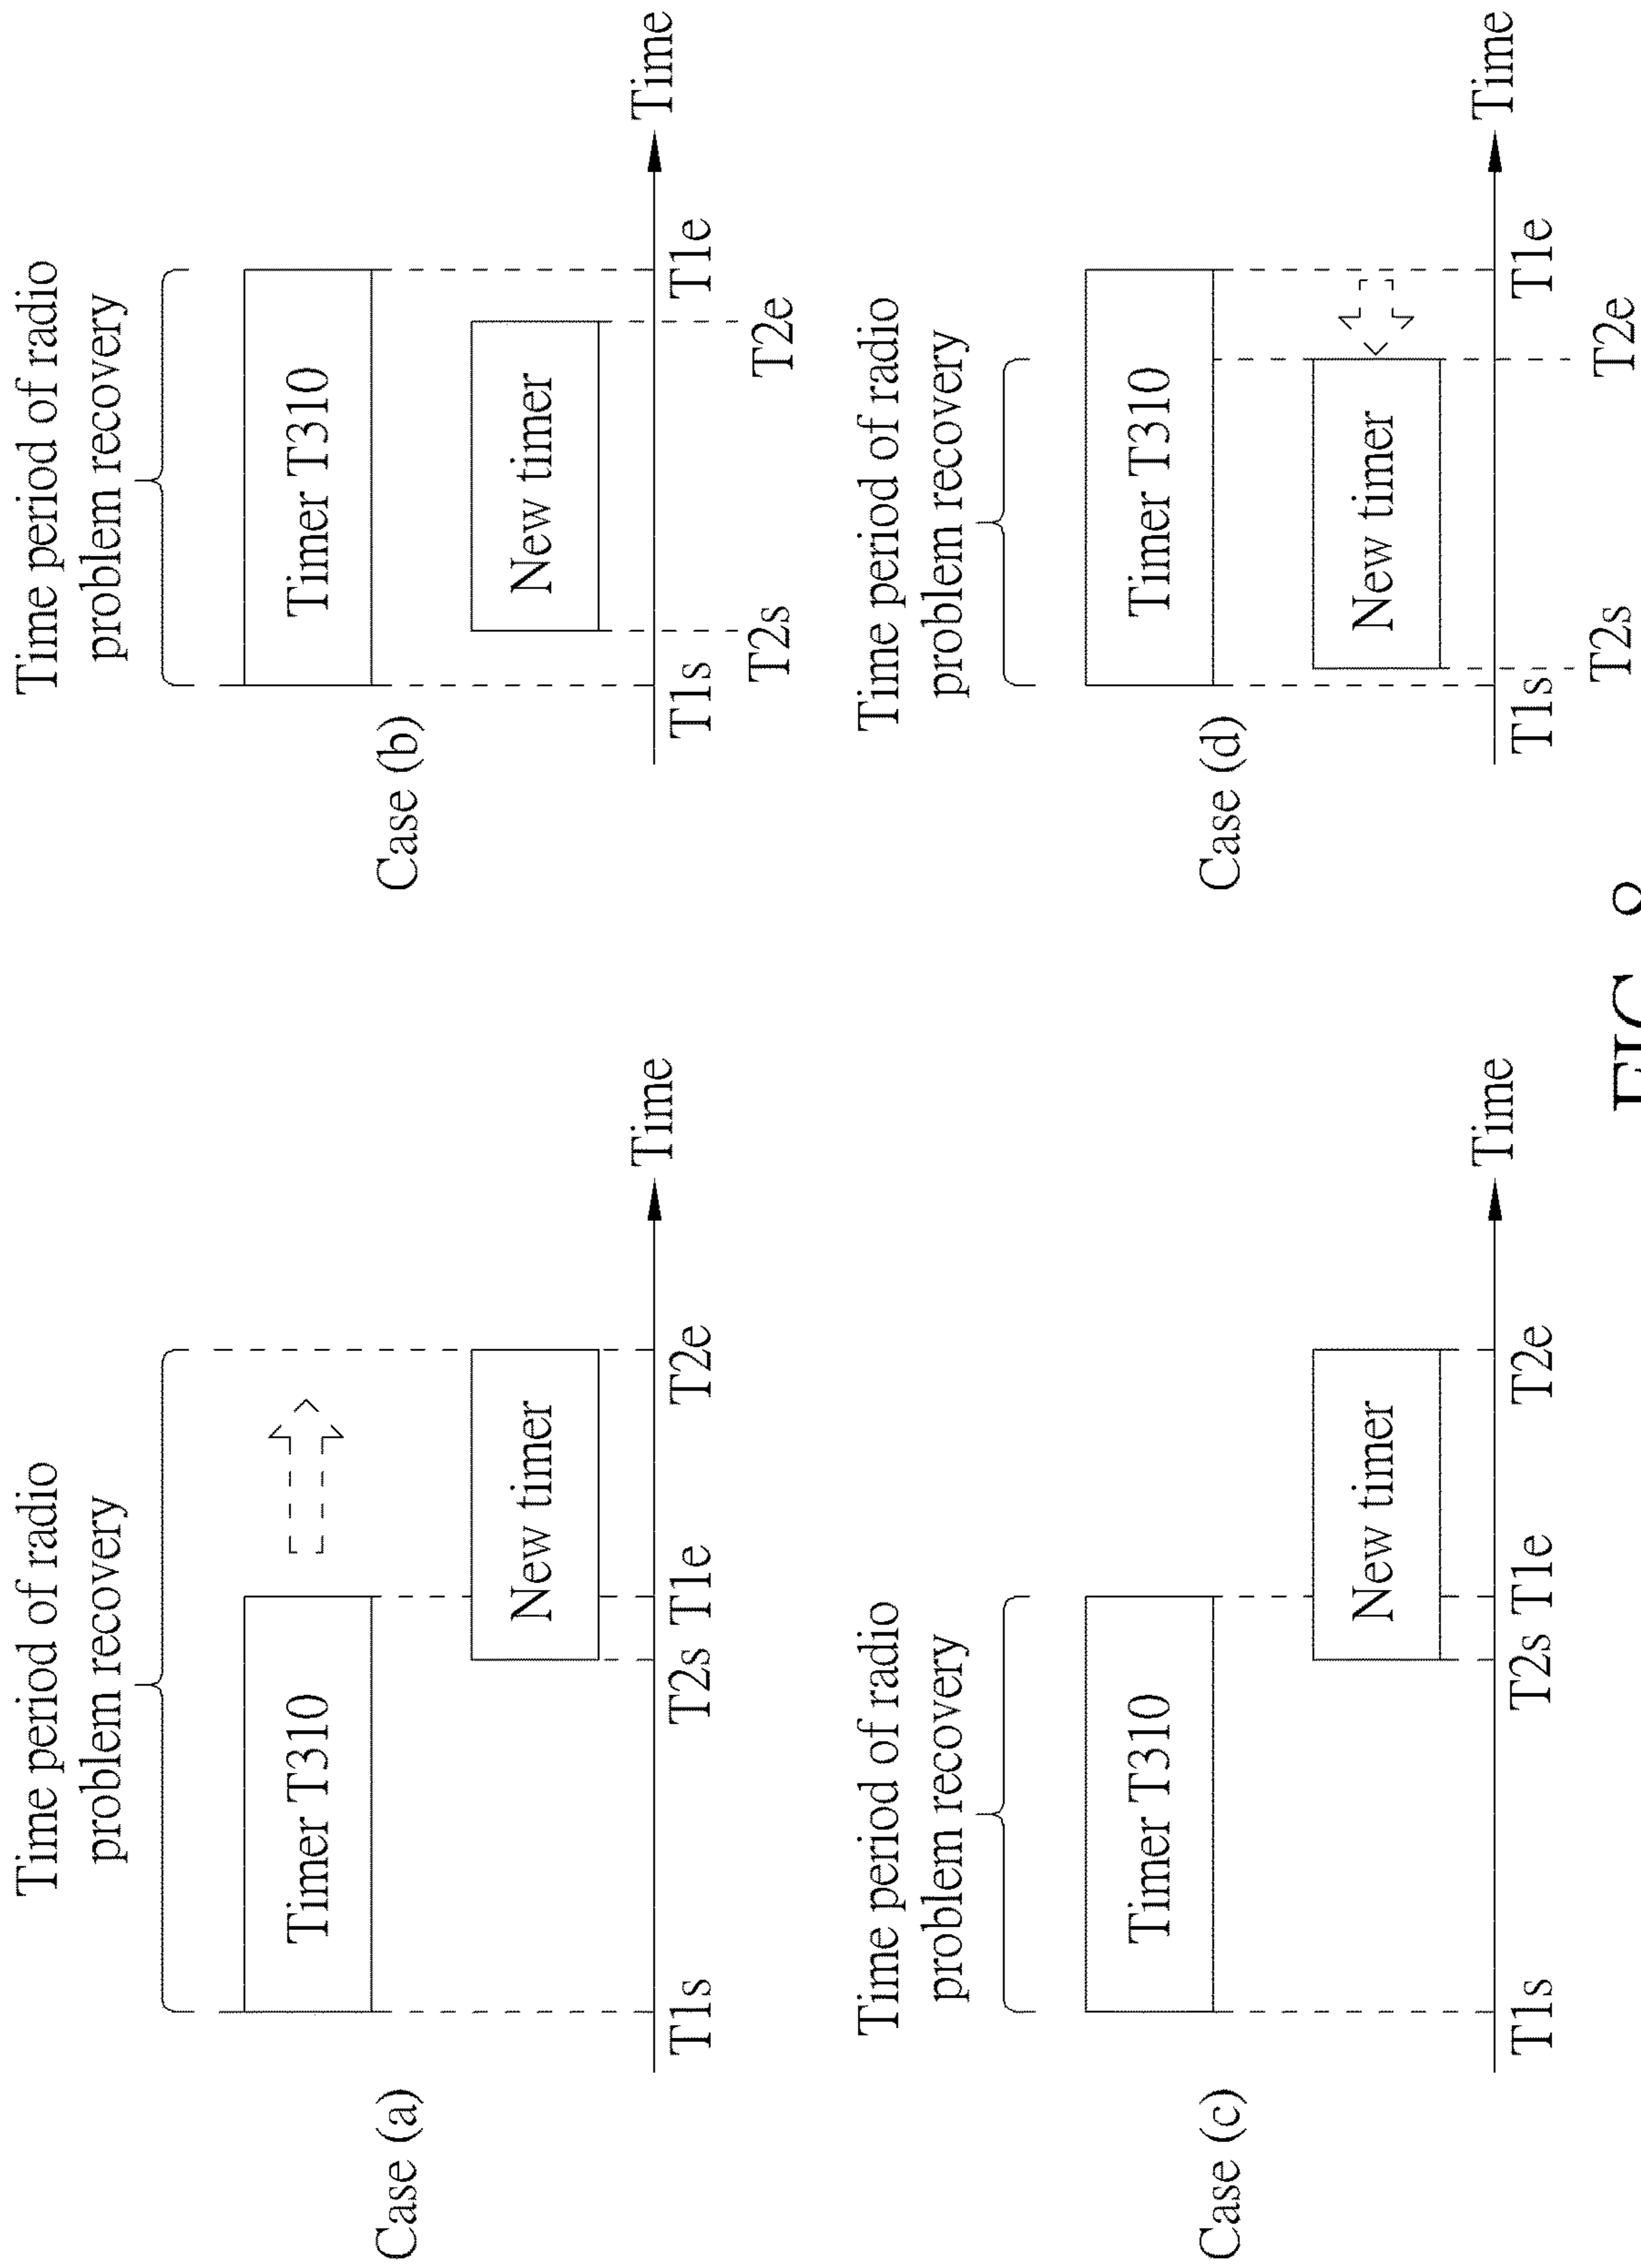 Time period of radio
problem recovery
Timer T310
New timer
Case (a)
T1s
T2s
T1e
T2e
Time
Time period of radio
problem recovery
Timer T310
New timer
Case (b)
T1s
T2s
T2e
T1e
Time
Time period of radio
problem recovery
Timer T310
New timer
Case (c)
T1s
T2s
T1e
T2e
Time
Time period of radio
problem recovery
Timer T310
New timer
Case (d)
T1s
T2s
T2e
T1e
Time
FIG. 8